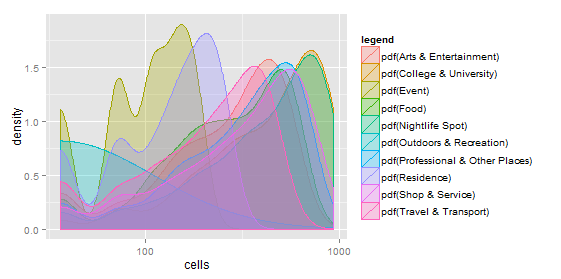 legend
pdf(Arts & Entertainment)
pdf(College & University)
pdf(Event)
pdf(Food)
pdf(Nightlife Spot)
pdf(Outdoors & Recreation)
pdf(Professional & Other Places)
pdf(Residence)
pdf(Shop & Service)
pdf(Travel & Transport)
density
1.5
1.0
0.5
0.0
100
1000
cells